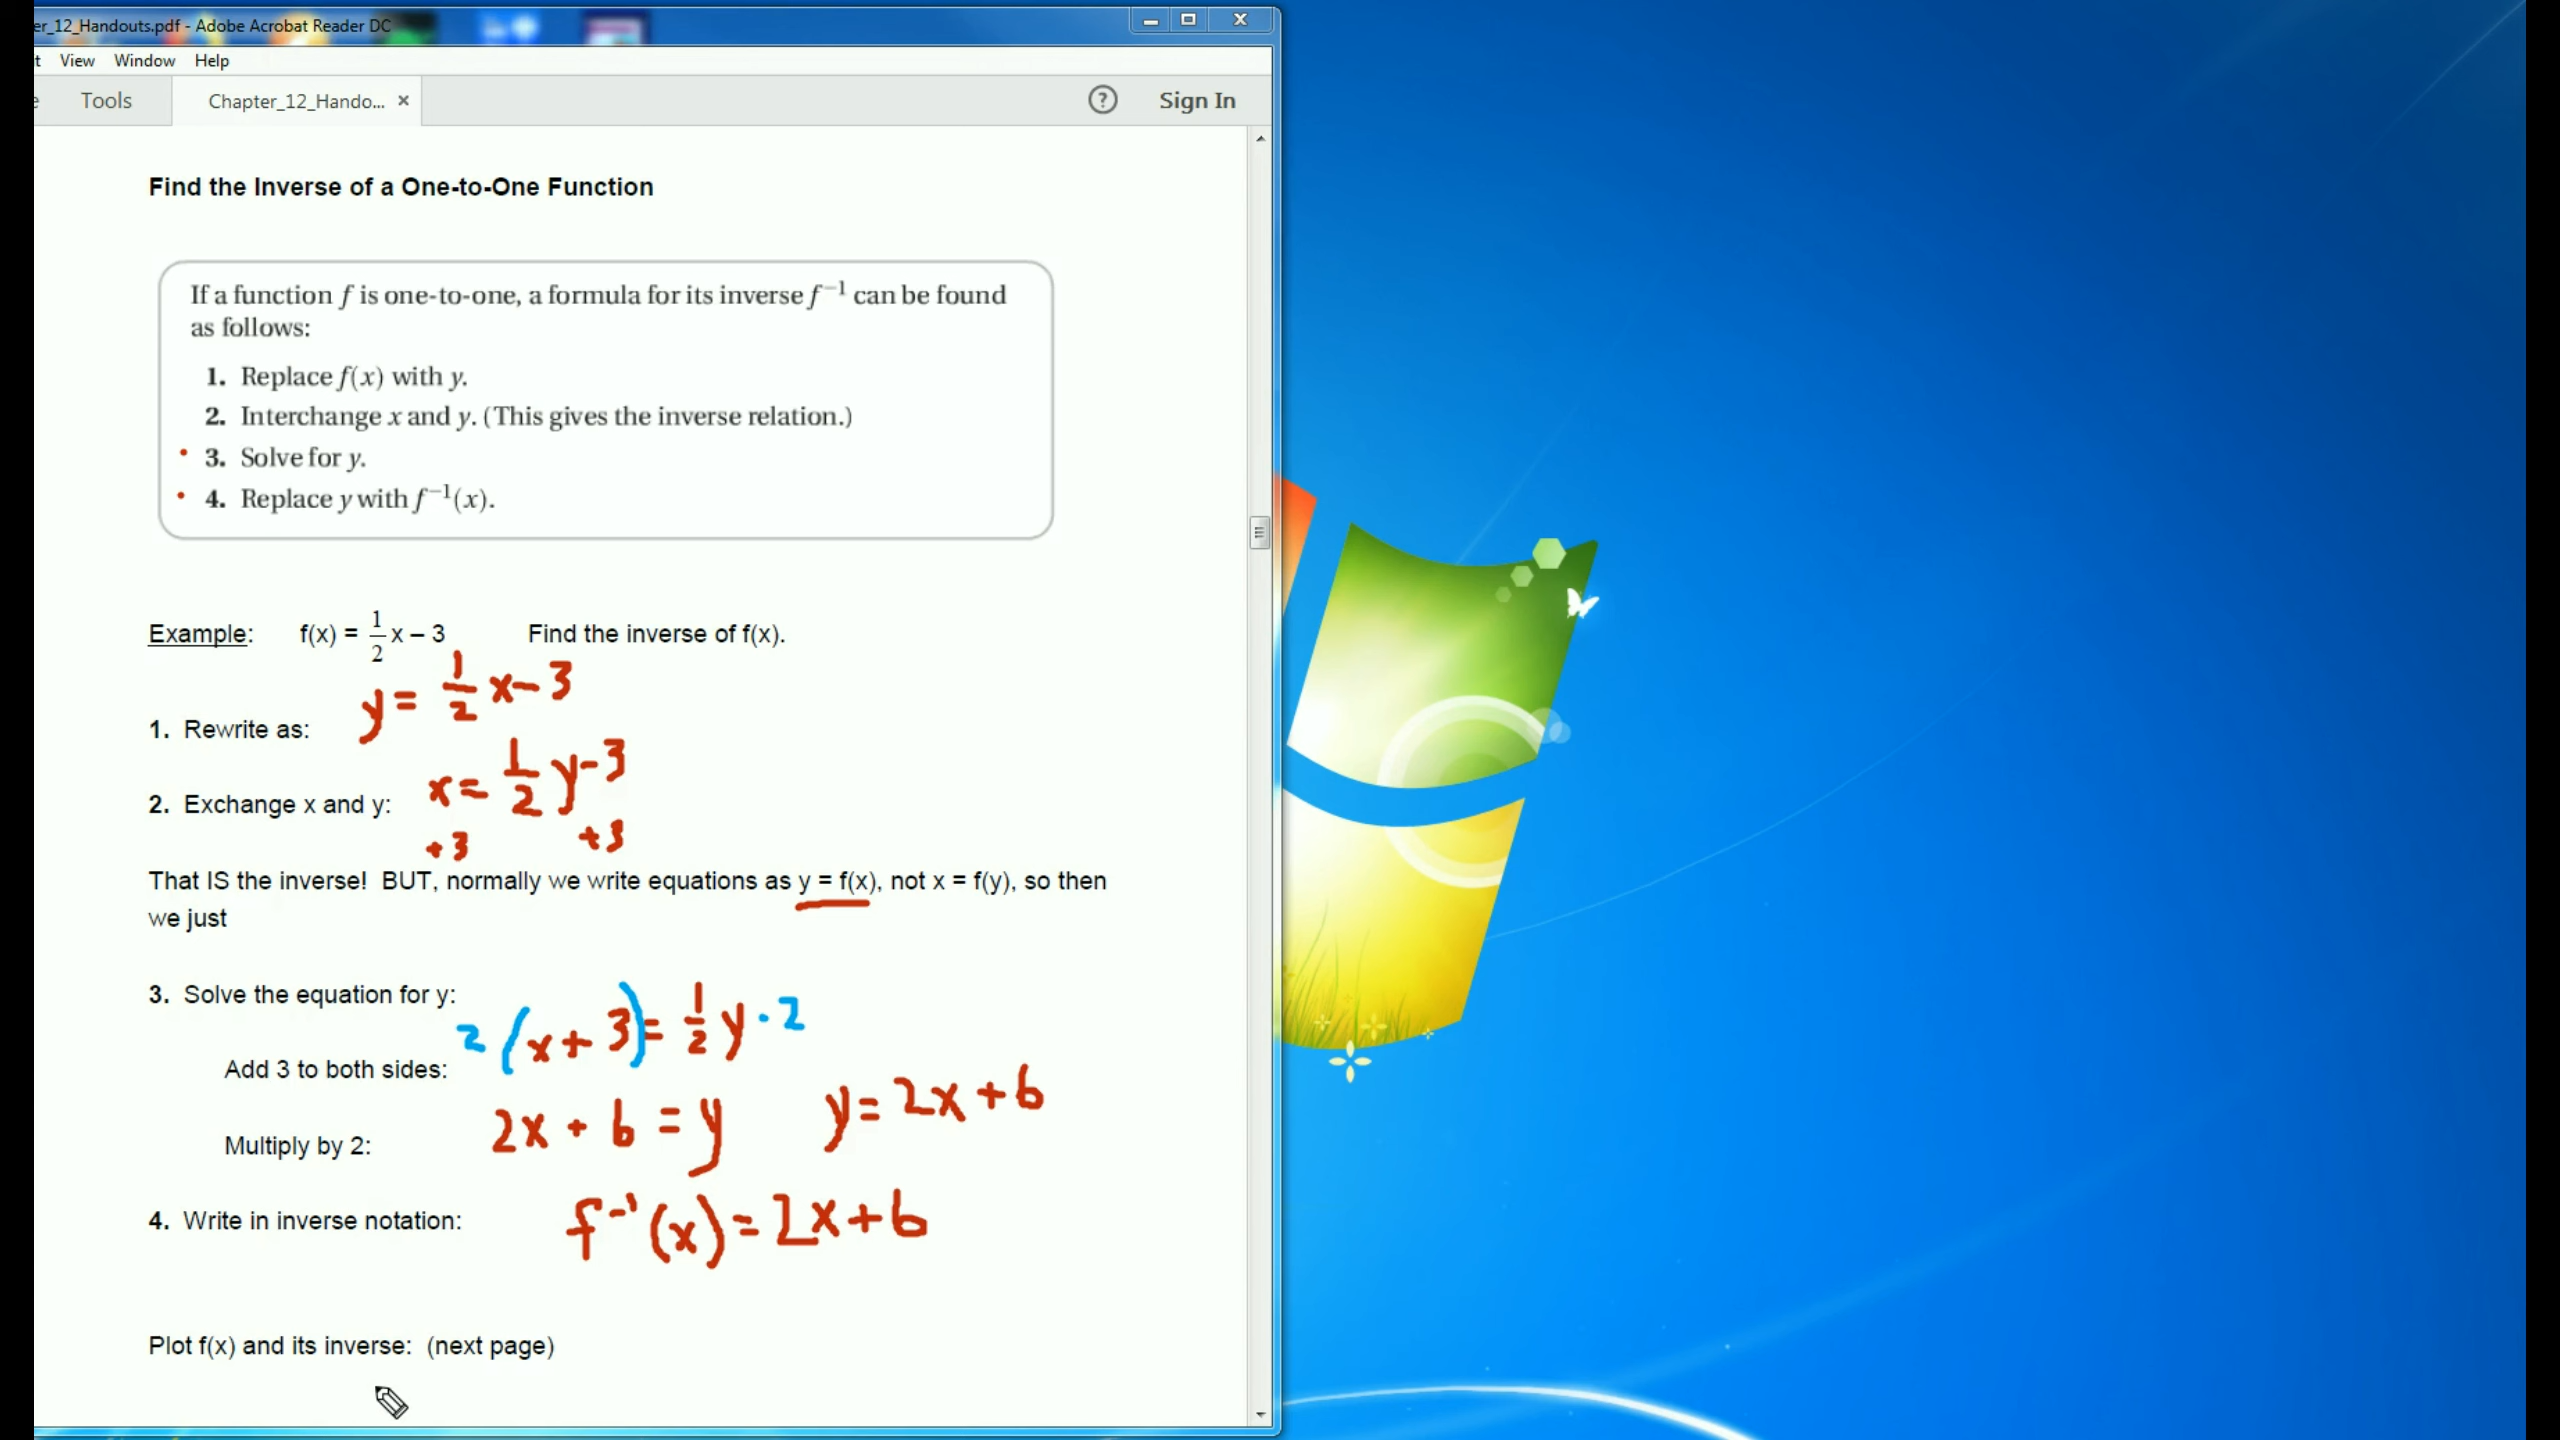 er_12_Handouts.pdf - Adobe Acrobat Reader DC
t View Window Help
e Tools Chapter_12_Hando... × ? Sign In
Find the Inverse of a One-to-One Function
If a function f is one-to-one, a formula for its inverse f⁻¹ can be found
as follows:
1. Replace f(x) with y.
2. Interchange x and y. (This gives the inverse relation.)
• 3. Solve for y.
• 4. Replace y with f⁻¹(x).
Example: f(x) = 1/2 x – 3 Find the inverse of f(x).
y = 1/2 x - 3
1. Rewrite as:
x = 1/2 y - 3
2. Exchange x and y:
+3 +3
That IS the inverse! BUT, normally we write equations as y = f(x), not x = f(y), so then
we just
3. Solve the equation for y:
2 (x + 3) = 1/2 y · 2
Add 3 to both sides:
2x + 6 = y y = 2x + 6
Multiply by 2:
4. Write in inverse notation: f⁻¹(x) = 2x + 6
Plot f(x) and its inverse: (next page)